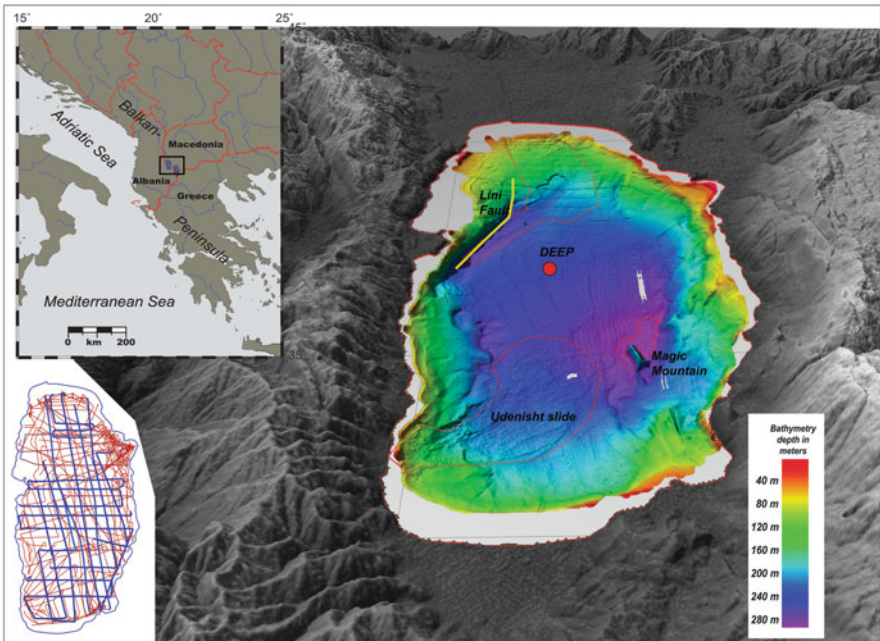 15°
20°
25°
45°
Balkan-
Adriatic Sea
Macedonia
Albania
Greece
Peninsula
Mediterranean Sea
0
km
200
35°
Lini
Fault
DEEP
Magic
Mountain
Udenisht slide
Bathymetry
depth in
meters
40 m
80 m
120 m
160 m
200 m
240 m
280 m